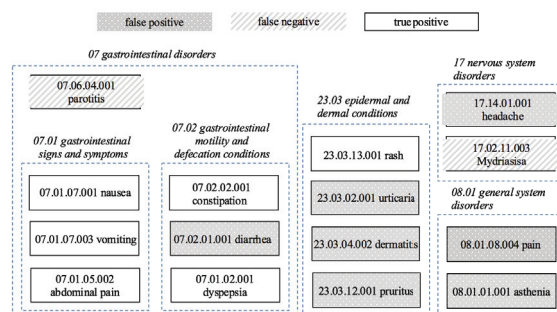 false positive
false negative
true positive
07 gastrointestinal disorders
07.06.04.001
parotitis
07.01 gastrointestinal
signs and symptoms
07.01.07.001 nausea
07.01.07.003 vomiting
07.01.05.002
abdominal pain
07.02 gastrointestinal
motility and
defecation conditions
07.02.02.001
constipation
07.02.01.001 diarrhea
07.01.02.001
dyspepsia
23.03 epidermal and
dermal conditions
23.03.13.001 rash
23.03.02.001 urticaria
23.03.04.002 dermatits
23.03.12.001 pruritus
17 nervous system
disorders
17.14.01.001
headache
17.02.11.003
Mydriasisa
08.01 general system
disorders
08.01.08.004 pain
08.01.01.001 asthenia